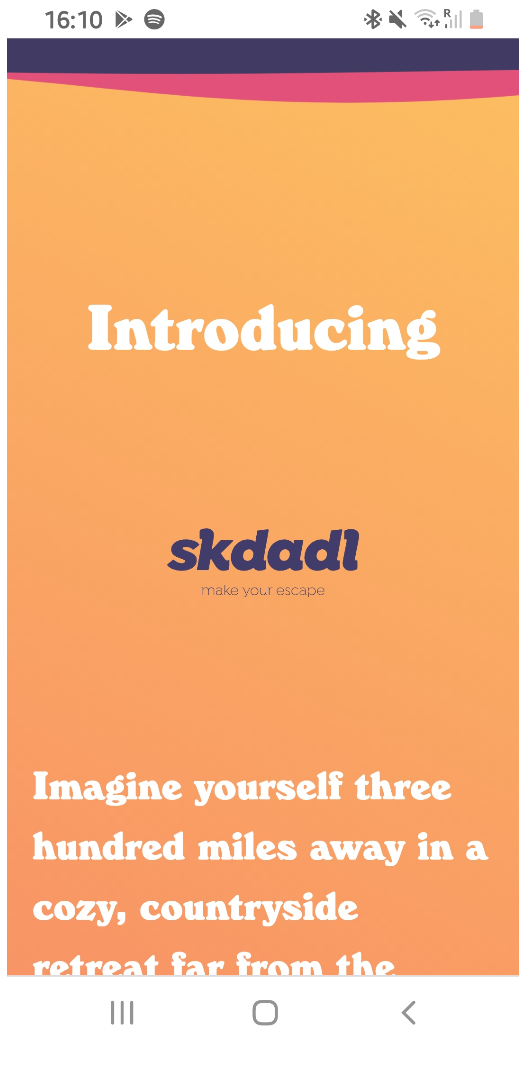 16:10
R
Introducing
skdadl
make your escape
Imagine yourself three
hundred miles away in a
cozy, countryside
retreat far from the